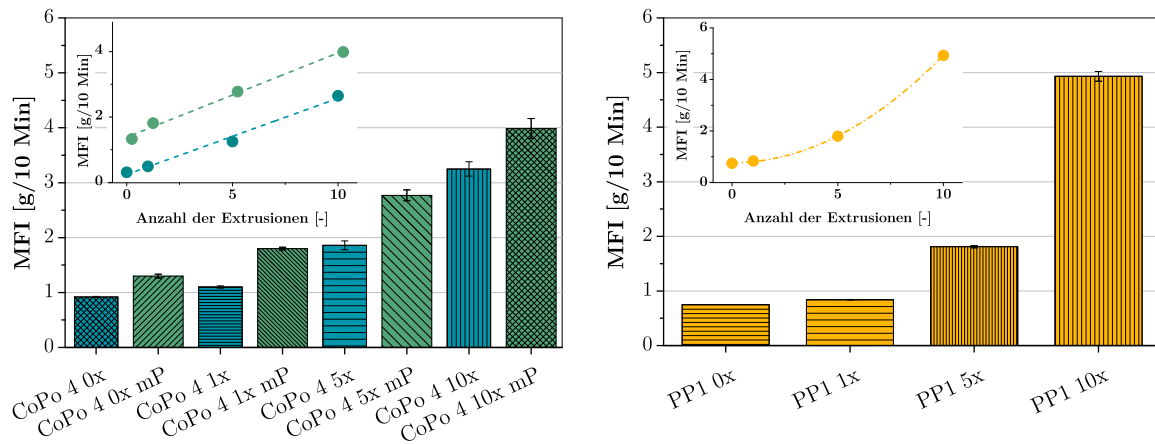 6
5
4
3
2
1
0
MFI [g/10 Min]
4
2
0
MFI [g/10 Min]
0
5
10
Anzahl der Extrusionen [-]
CoPo 4 0x
CoPo 4 0x mP
CoPo 4 1x
CoPo 4 1x mP
CoPo 4 5x
CoPo 4 5x mP
CoPo 4 10x
CoPo 4 10x mP
6
5
4
3
2
1
0
MFI [g/10 Min]
6
4
2
0
MFI [g/10 Min]
0
5
10
Anzahl der Extrusionen [-]
PP1 0x
PP1 1x
PP1 5x
PP1 10x